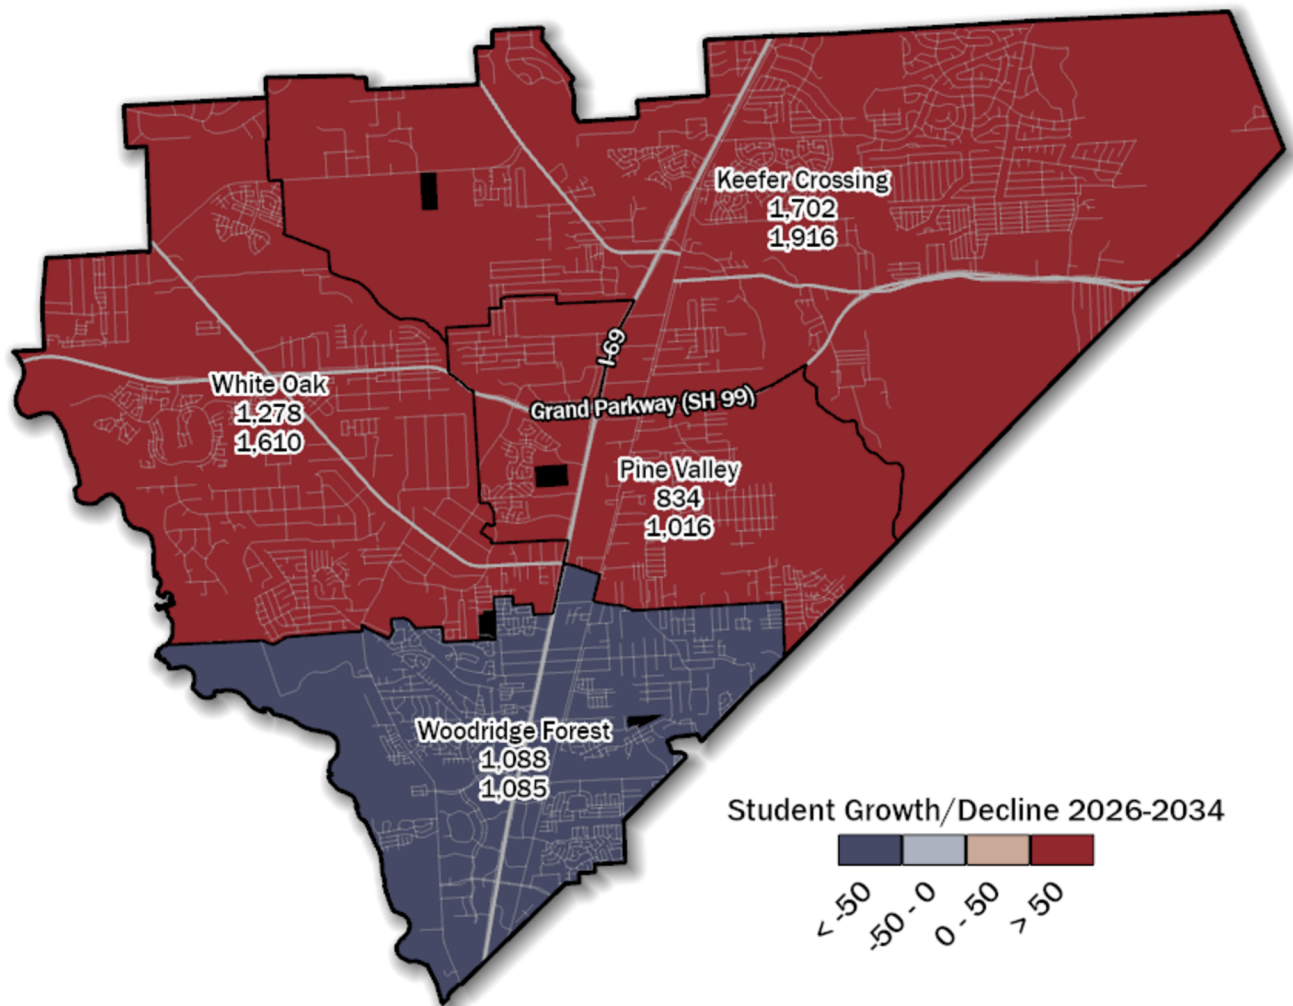 Keefer Crossing
1,702
1,916
I-69
White Oak
1,278
1,610
Grand Parkway (SH 99)
Pine Valley
834
1,016
Woodridge Forest
1,088
1,085
Student Growth/Decline 2026-2034
< -50
-50 - 0
0 - 50
> 50